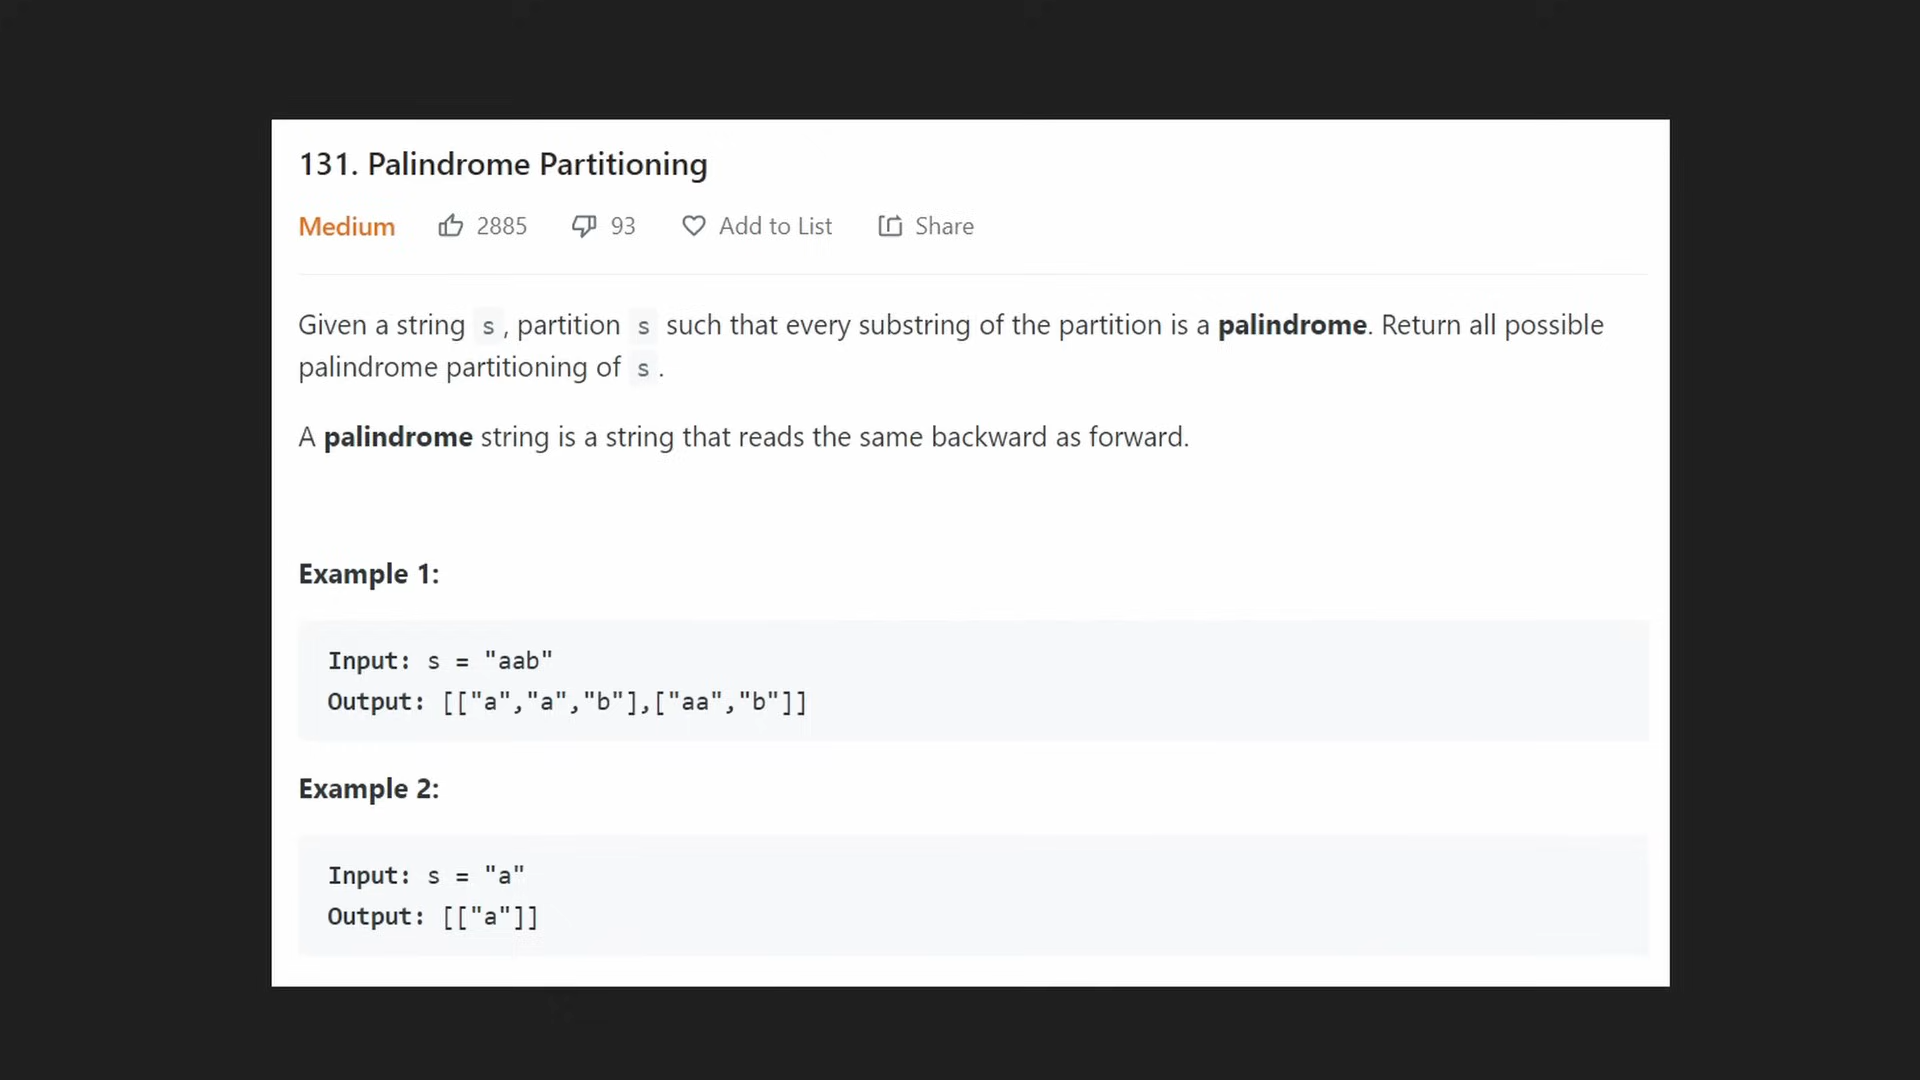 131. Palindrome Partitioning
Medium 2885 93 Add to List Share
Given a string s, partition s such that every substring of the partition is a palindrome. Return all possible
palindrome partitioning of s.
A palindrome string is a string that reads the same backward as forward.
Example 1:
Input: s = "aab"
Output: [["a","a","b"],["aa","b"]]
Example 2:
Input: s = "a"
Output: [["a"]]